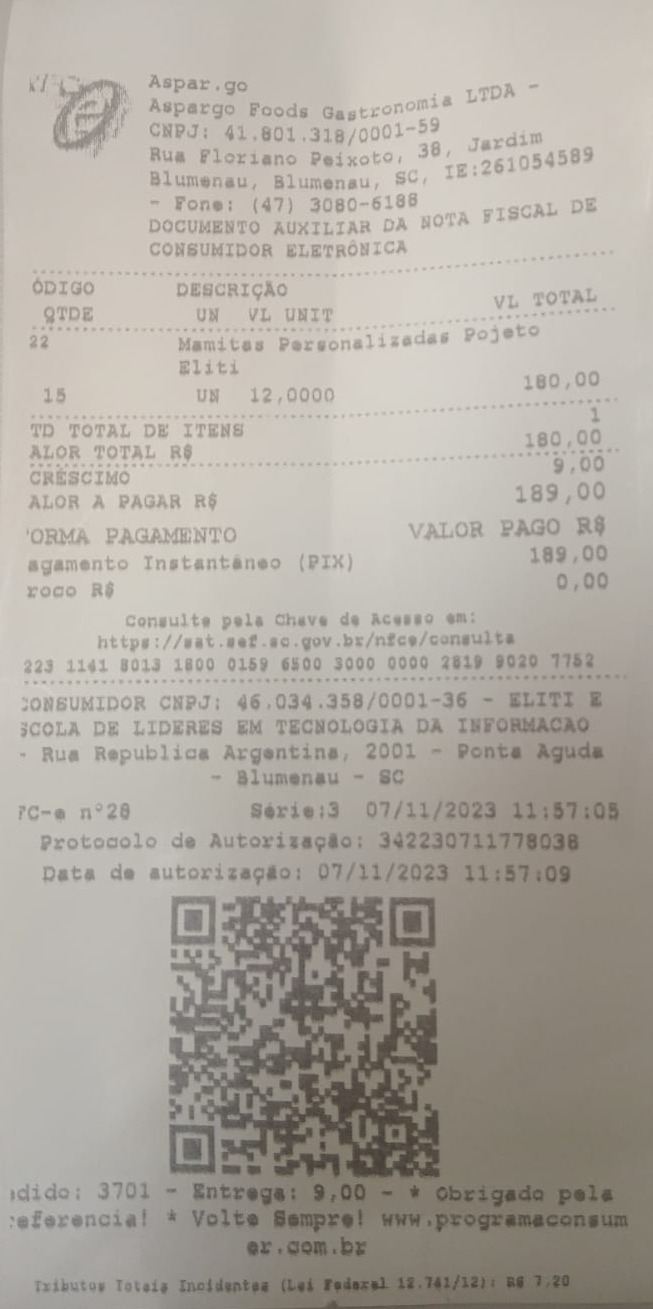 Aspar.go
Aspargo Foods Gastronomia LTDA -
CNPJ: 41.801.318/0001-59
Rua Floriano Peixoto, 38, Jardim
Blumenau, Blumenau, SC, IE:261054589
- Fone: (47) 3080-6188
DOCUMENTO AUXILIAR DA NOTA FISCAL DE
CONSUMIDOR ELETRÔNICA
ÓDIGO DESCRIÇÃO
QTDE UN VL UNIT VL TOTAL
22 Mamitas Personalizadas Pojeto
Eliti
15 UN 12,0000 180,00
TD TOTAL DE ITENS 1
ALOR TOTAL R$ 180,00
CRÉSCIMO 9,00
ALOR A PAGAR R$ 189,00
ORMA PAGAMENTO VALOR PAGO R$
agamento Instantâneo (PIX) 189,00
roco R$ 0,00
Consulte pela Chave de Acesso em:
https://sat.sef.sc.gov.br/nfce/consulta
223 1141 8013 1800 0159 6500 3000 0000 2819 9020 7752
CONSUMIDOR CNPJ: 46.034.358/0001-36 - ELITI E
SCOLA DE LIDERES EM TECNOLOGIA DA INFORMACAO
- Rua Republica Argentina, 2001 - Ponta Aguda
- Blumenau - SC
FC-e n°28 Série:3 07/11/2023 11:57:05
Protocolo de Autorização: 342230711778038
Data de autorização: 07/11/2023 11:57:09
edido: 3701 - Entrega: 9,00 - * Obrigado pela
referencia! * Volte Sempre! www.programaconsum
er.com.br
Tributos Totais Incidentes (Lei Federal 12.741/12): R$ 7,20